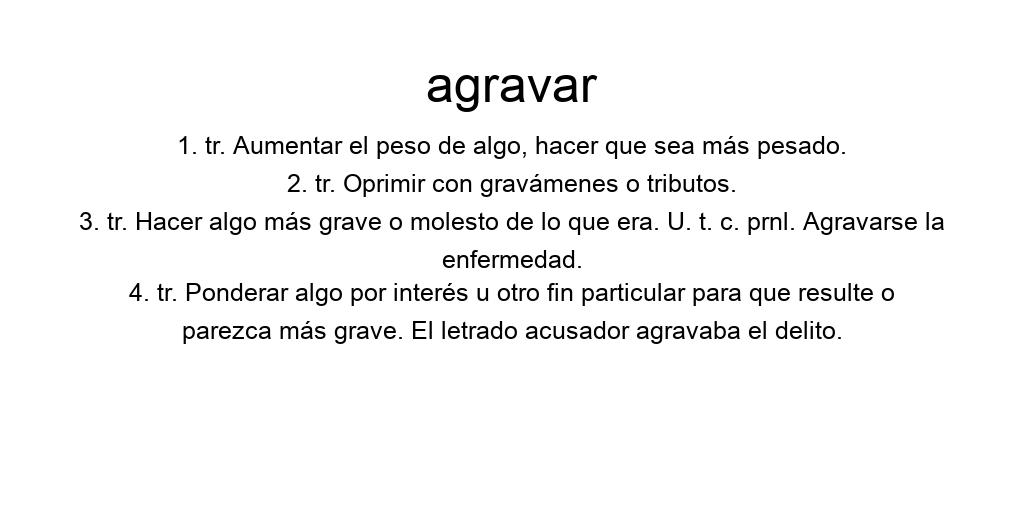 agravar
1. tr. Aumentar el peso de algo, hacer que sea más pesado.
2. tr. Oprimir con gravámenes o tributos.
3. tr. Hacer algo más grave o molesto de lo que era. U. t. c. prnl. Agravarse la
enfermedad.
4. tr. Ponderar algo por interés u otro fin particular para que resulte o
parezca más grave. El letrado acusador agravaba el delito.